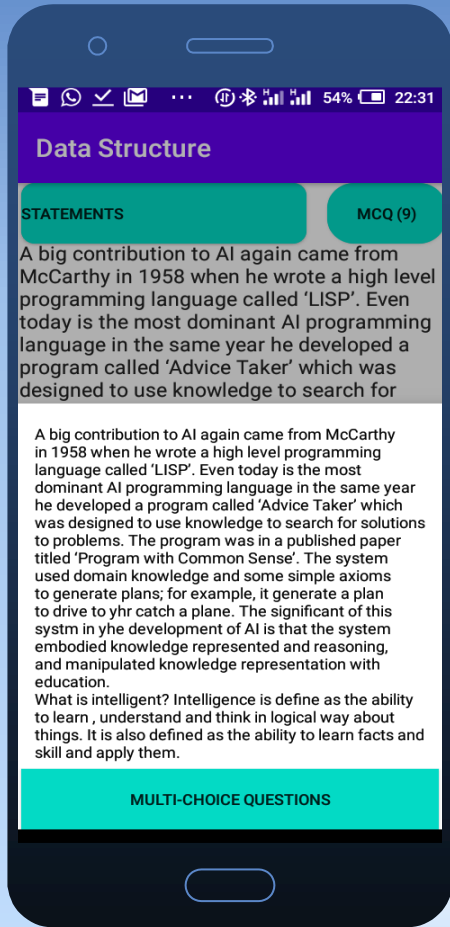 54% 22:31
Data Structure
STATEMENTS
MCQ (9)
A big contribution to AI again came from
McCarthy in 1958 when he wrote a high level
programming language called ‘LISP’. Even
today is the most dominant AI programming
language in the same year he developed a
program called ‘Advice Taker’ which was
designed to use knowledge to search for
A big contribution to AI again came from McCarthy
in 1958 when he wrote a high level programming
language called ‘LISP’. Even today is the most
dominant AI programming language in the same year
he developed a program called ‘Advice Taker’ which
was designed to use knowledge to search for solutions
to problems. The program was in a published paper
titled ‘Program with Common Sense’. The system
used domain knowledge and some simple axioms
to generate plans; for example, it generate a plan
to drive to yhr catch a plane. The significant of this
systm in yhe development of AI is that the system
embodied knowledge represented and reasoning,
and manipulated knowledge representation with
education.
What is intelligent? Intelligence is define as the ability
to learn , understand and think in logical way about
things. It is also defined as the ability to learn facts and
skill and apply them.
MULTI-CHOICE QUESTIONS